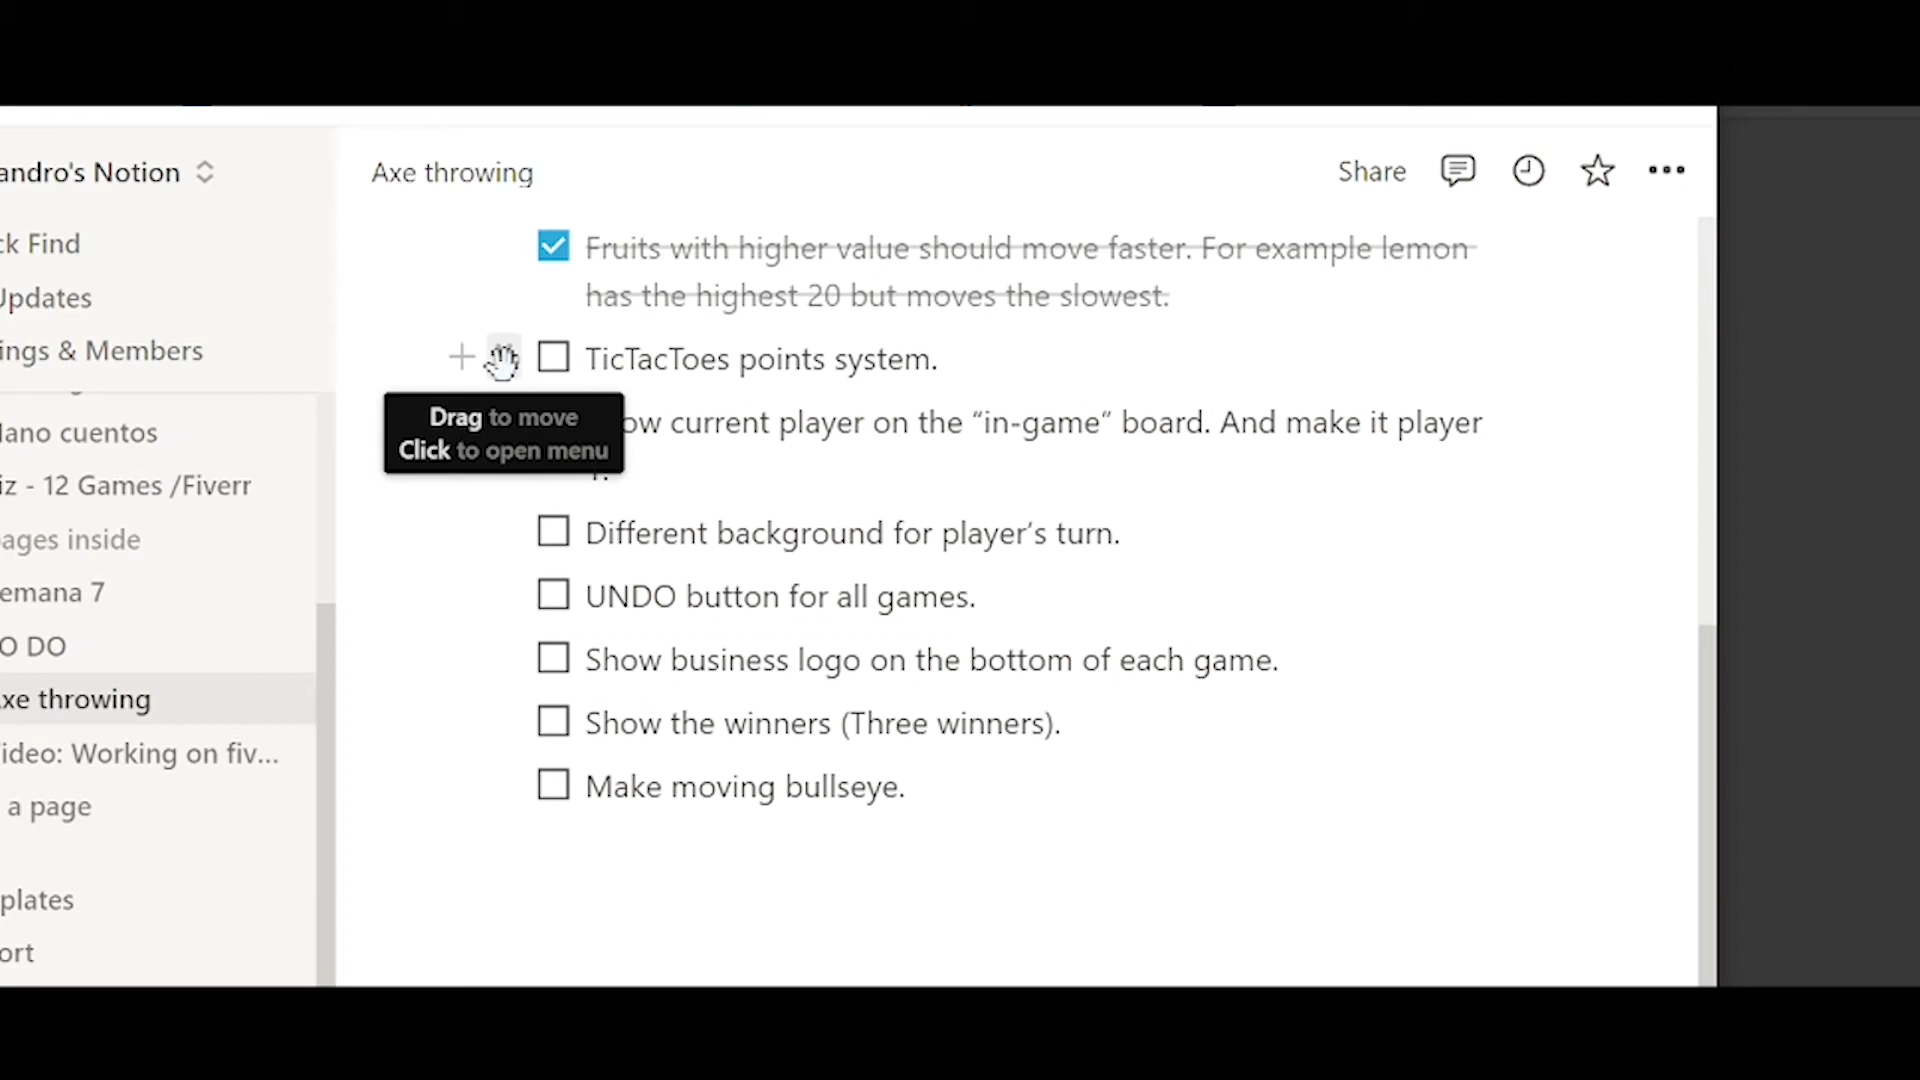 andro's Notion
ck Find
Updates
ings & Members
lano cuentos
iz - 12 Games /Fiverr
ages inside
emana 7
O DO
xe throwing
ideo: Working on fiv...
a page
plates
ort
Axe throwing
Share
Fruits with higher value should move faster. For example lemon
has the highest 20 but moves the slowest.
TicTacToes points system.
Drag to move
Click to open menu
ow current player on the “in-game” board. And make it player
1.
Different background for player's turn.
UNDO button for all games.
Show business logo on the bottom of each game.
Show the winners (Three winners).
Make moving bullseye.